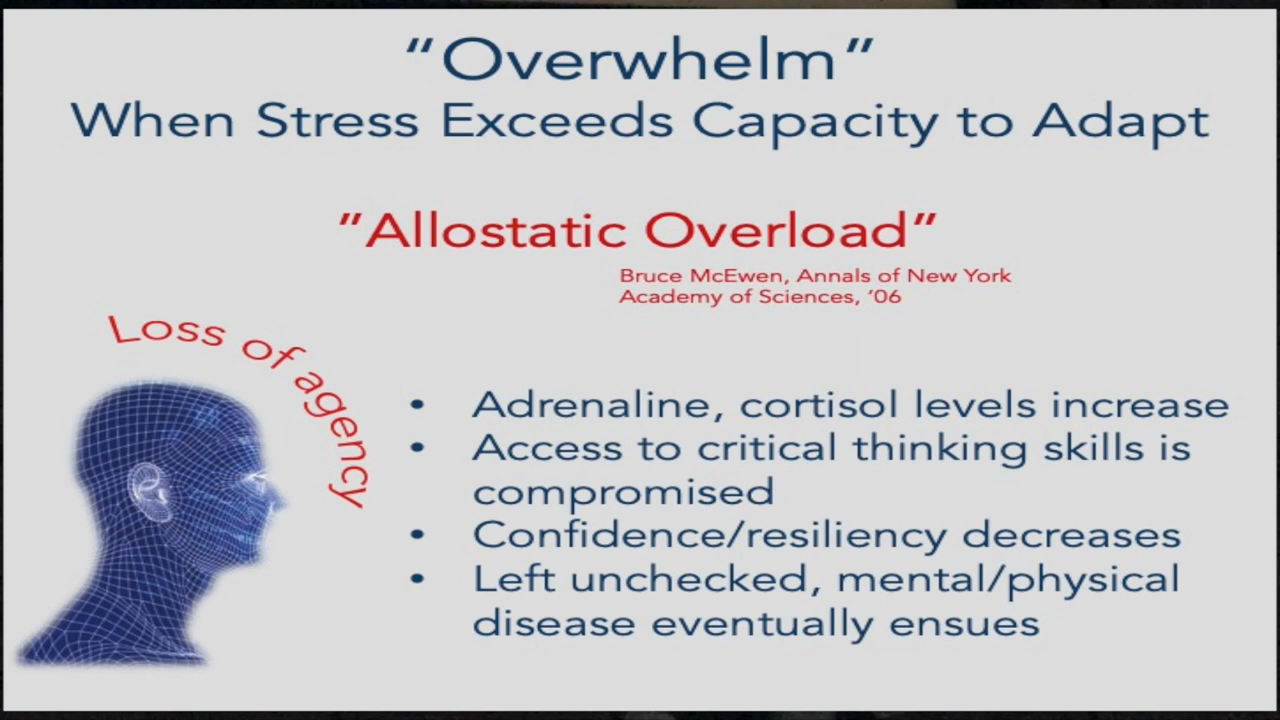 “Overwhelm”
When Stress Exceeds Capacity to Adapt
”Allostatic Overload”
Bruce McEwen, Annals of New York
Academy of Sciences, ’06
Loss of agency
• Adrenaline, cortisol levels increase
• Access to critical thinking skills is
compromised
• Confidence/resiliency decreases
• Left unchecked, mental/physical
disease eventually ensues